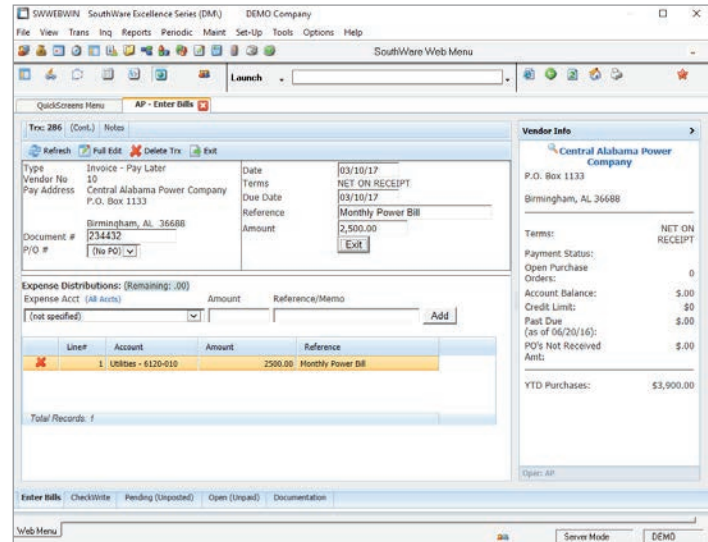 SWWEBWIN SouthWare Excellence Series (DM\) DEMO Company
File View Trans Inq Reports Periodic Maint Set-Up Tools Options Help
SouthWare Web Menu
Launch
QuickScreens Menu AP - Enter Bills
Trx: 286 (Cont.) Notes
Refresh Full Edit Delete Trx Exit
Type Invoice - Pay Later
Vendor No 10
Pay Address Central Alabama Power Company
P.O. Box 1133
Birmingham, AL 36688
Document # 234432
P/O # (No PO)
Date 03/10/17
Terms NET ON RECEIPT
Due Date 03/10/17
Reference Monthly Power Bill
Amount 2,500.00
Exit
Expense Distributions: (Remaining: .00)
Expense Acct (All Accts) Amount Reference/Memo
(not specified) Add
Line# Account Amount Reference
1 Utilities - 6120-010 2500.00 Monthly Power Bill
Total Records: 1
Vendor Info
Central Alabama Power
Company
P.O. Box 1133
Birmingham, AL 36688
Terms: NET ON
RECEIPT
Payment Status:
Open Purchase
Orders: 0
Account Balance: $.00
Credit Limit: $0
Past Due
(as of 06/20/16): $.00
PO's Not Received
Amt: $.00
YTD Purchases: $3,900.00
Oper: AP
Enter Bills CheckWrite Pending (Unposted) Open (Unpaid) Documentation
Web Menu
Server Mode DEMO